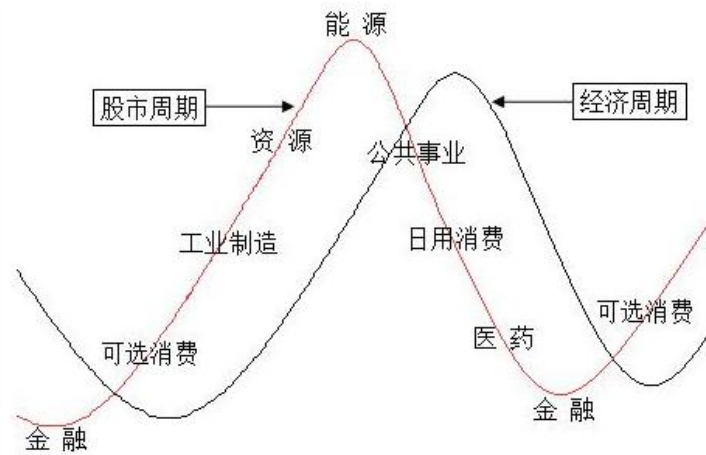 能 源
股市周期
经济周期
资 源
公共事业
工业制造
日用消费
可选消费
可选消费
医 药
金 融
金 融